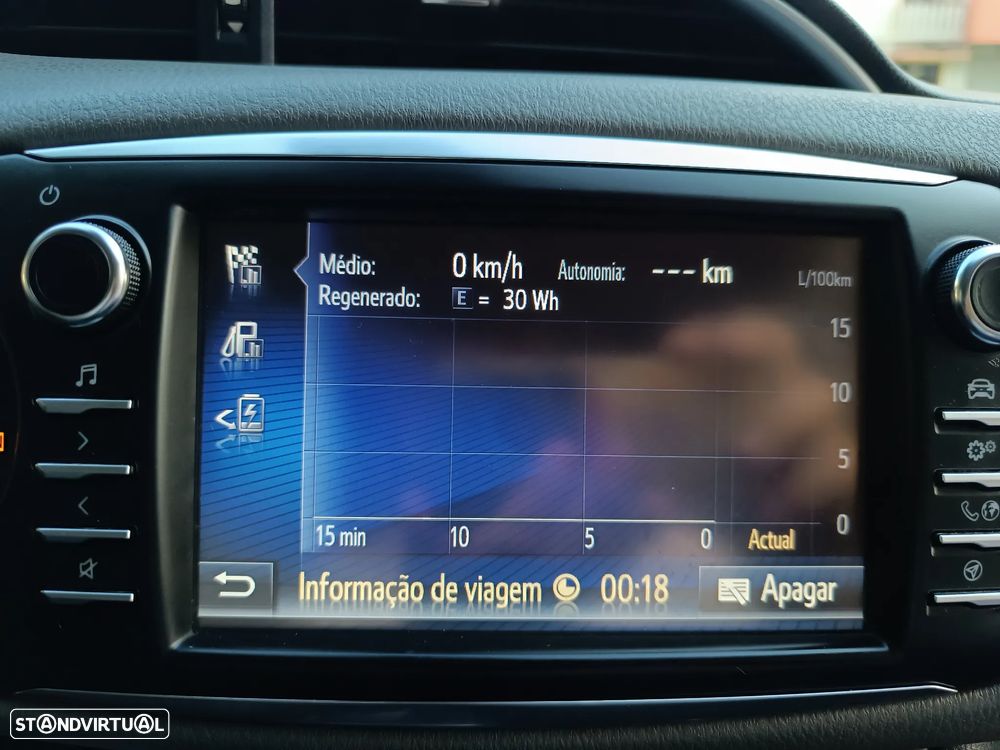 Médio: 0 km/h Autonomia: --- km L/100km
Regenerado: E = 30 Wh
15
10
5
0
15 min 10 5 0 Actual
Informação de viagem 00:18 Apagar
STANDVIRTUAL